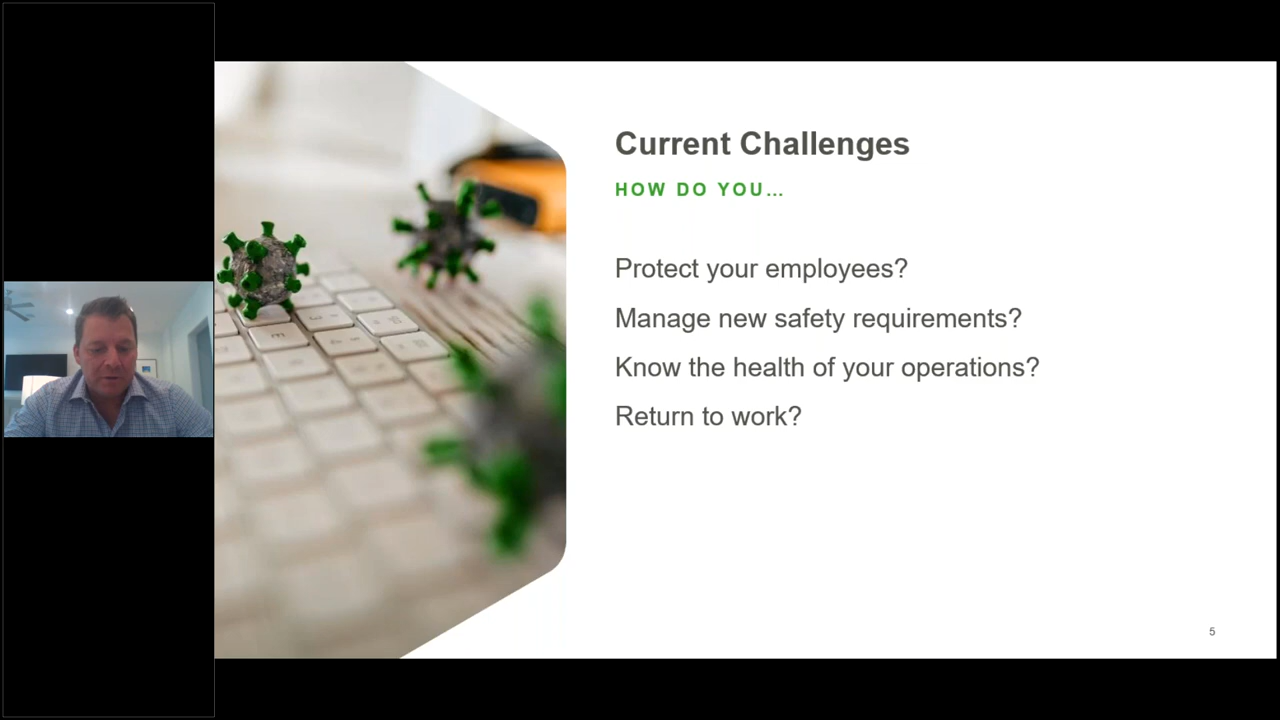 Current Challenges
HOW DO YOU...
Protect your employees?
Manage new safety requirements?
Know the health of your operations?
Return to work?
5